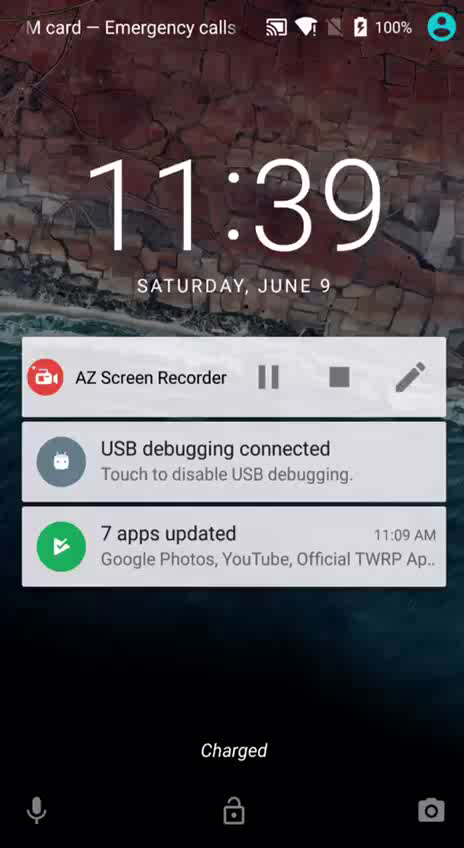 M card — Emergency calls
100%
11:39
SATURDAY, JUNE 9
AZ Screen Recorder
USB debugging connected
Touch to disable USB debugging.
7 apps updated
11:09 AM
Google Photos, YouTube, Official TWRP Ap..
Charged